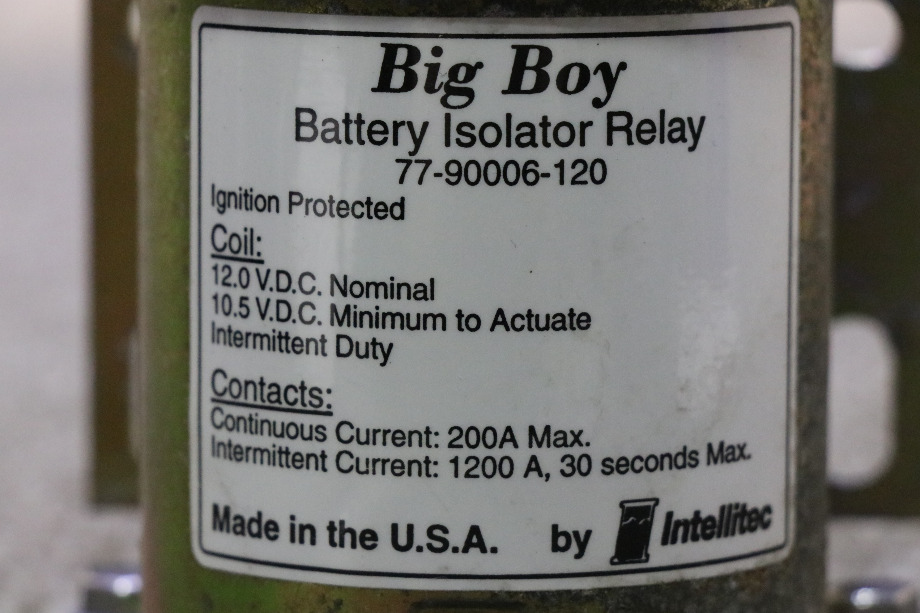 Big Boy
Battery Isolator Relay
77-90006-120
Ignition Protected
Coil:
12.0 V.D.C. Nominal
10.5 V.D.C. Minimum to Actuate
Intermittent Duty
Contacts:
Continuous Current: 200A Max.
Intermittent Current: 1200 A, 30 seconds Max.
Made in the U.S.A. by Intellitec